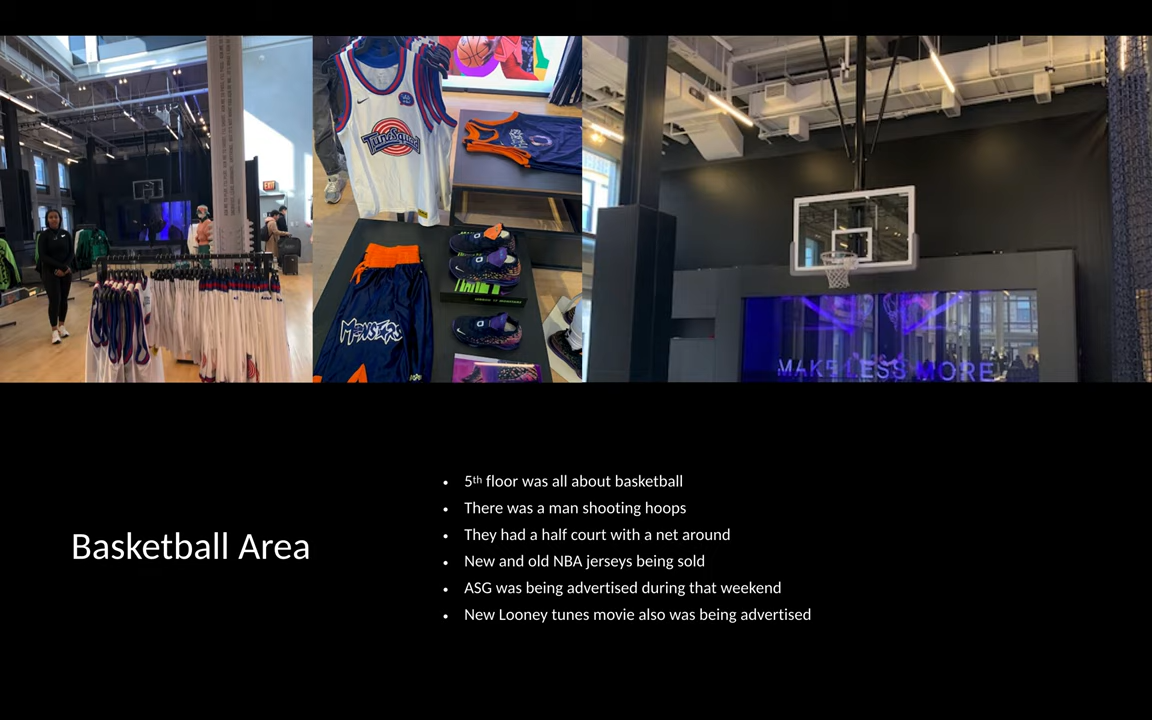 TuneSquad
MONSTARS
MAKE LESS MORE
Basketball Area
• 5th floor was all about basketball
• There was a man shooting hoops
• They had a half court with a net around
• New and old NBA jerseys being sold
• ASG was being advertised during that weekend
• New Looney tunes movie also was being advertised